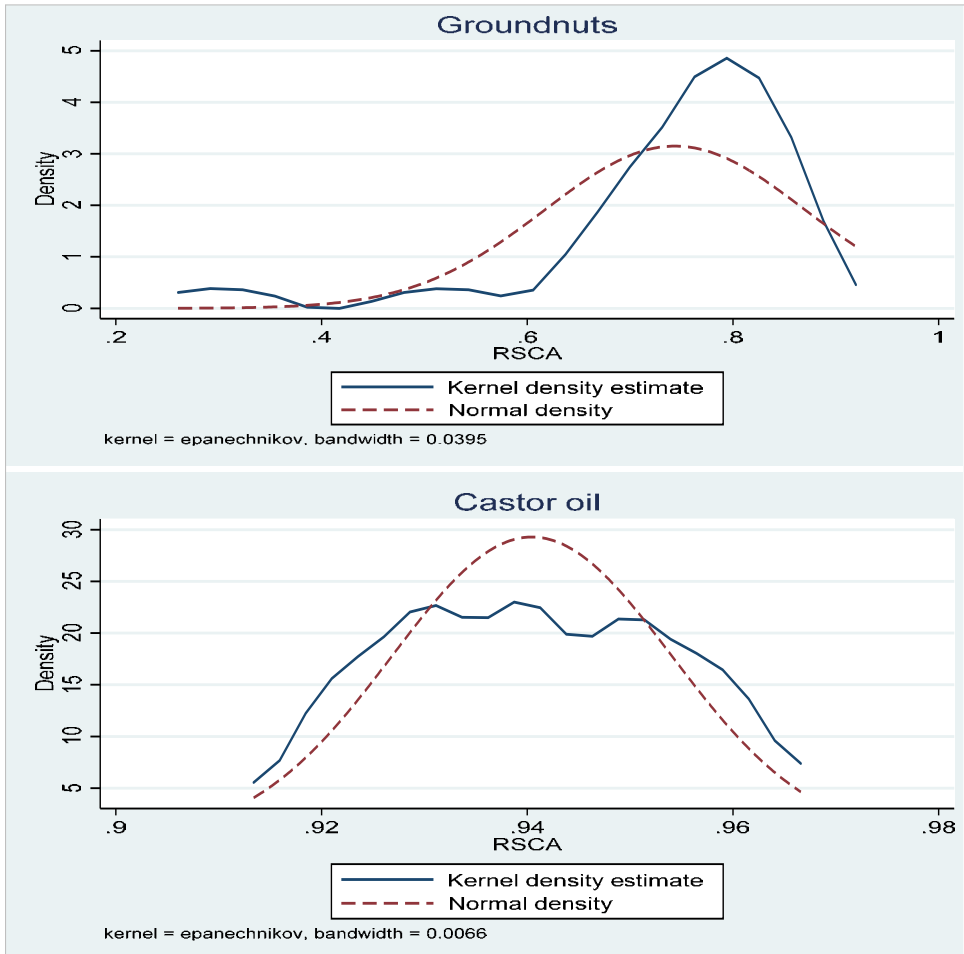 Groundnuts
Density
5
4
3
2
1
0
.2 .4 .6 .8 1
RSCA
Kernel density estimate
Normal density
kernel = epanechnikov, bandwidth = 0.0395
Castor oil
Density
30
25
20
15
10
5
.9 .92 .94 .96 .98
RSCA
Kernel density estimate
Normal density
kernel = epanechnikov, bandwidth = 0.0066